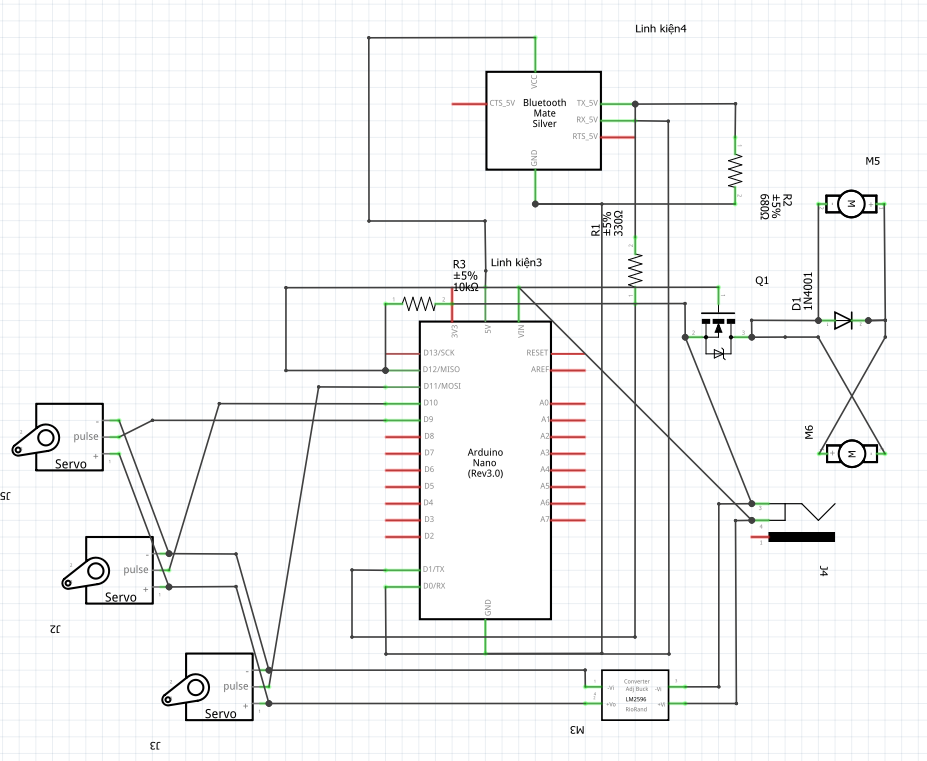 Linh kiện4
VCC
CTS_5V
Bluetooth
Mate
Silver
TX_5V
RX_5V
RTS_5V
GND
M5
M
R2
±5%
680Ω
R1
±5%
330Ω
R3
±5%
10kΩ
Linh kiện3
Q1
D1
1N4001
3V3
5V
VIN
D13/SCK
D12/MISO
D11/MOSI
D10
D9
D8
D7
D6
D5
D4
D3
D2
D1/TX
D0/RX
RESET
AREF
A0
A1
A2
A3
A4
A5
A6
A7
Arduino
Nano
(Rev3.0)
GND
M6
M
pulse
Servo
J5
pulse
Servo
J2
pulse
Servo
J3
J4
Converter
Adj Buck
LM2596
RioRand
-Vi
+Vo
-Vi
+Vi
M3